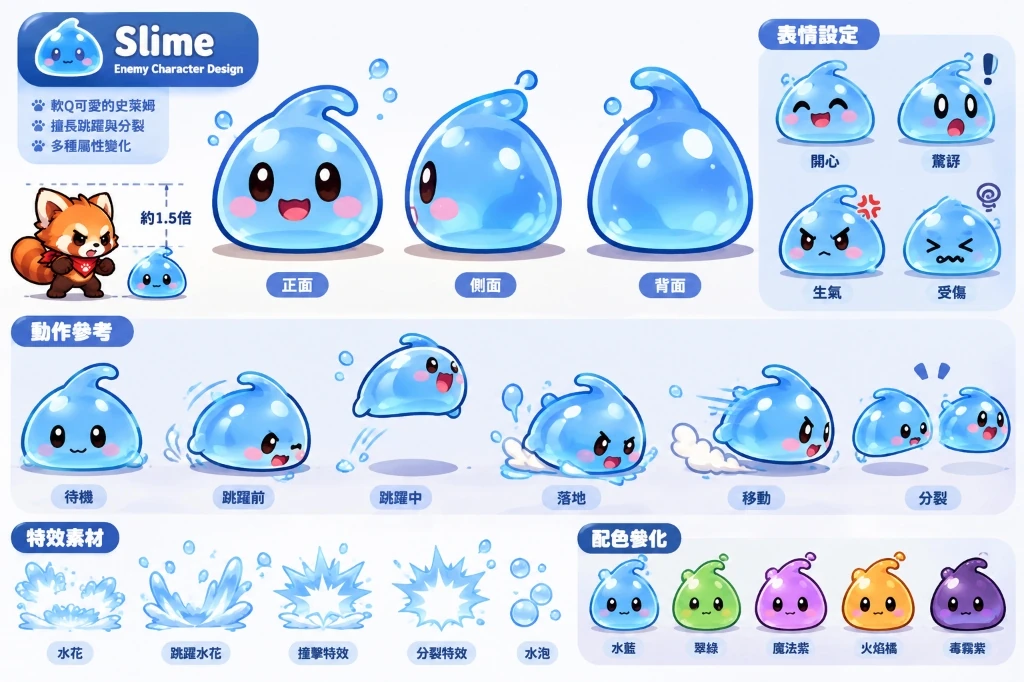 Slime
Enemy Character Design
軟Q可愛的史萊姆
擅長跳躍與分裂
多種屬性變化
約1.5倍
正面
側面
背面
表情設定
開心
驚訝
生氣
受傷
動作參考
待機
跳躍前
跳躍中
落地
移動
分裂
特效素材
水花
跳躍水花
撞擊特效
分裂特效
水泡
配色參化
水藍
翠綠
魔法紫
火焰橘
毒霧紫